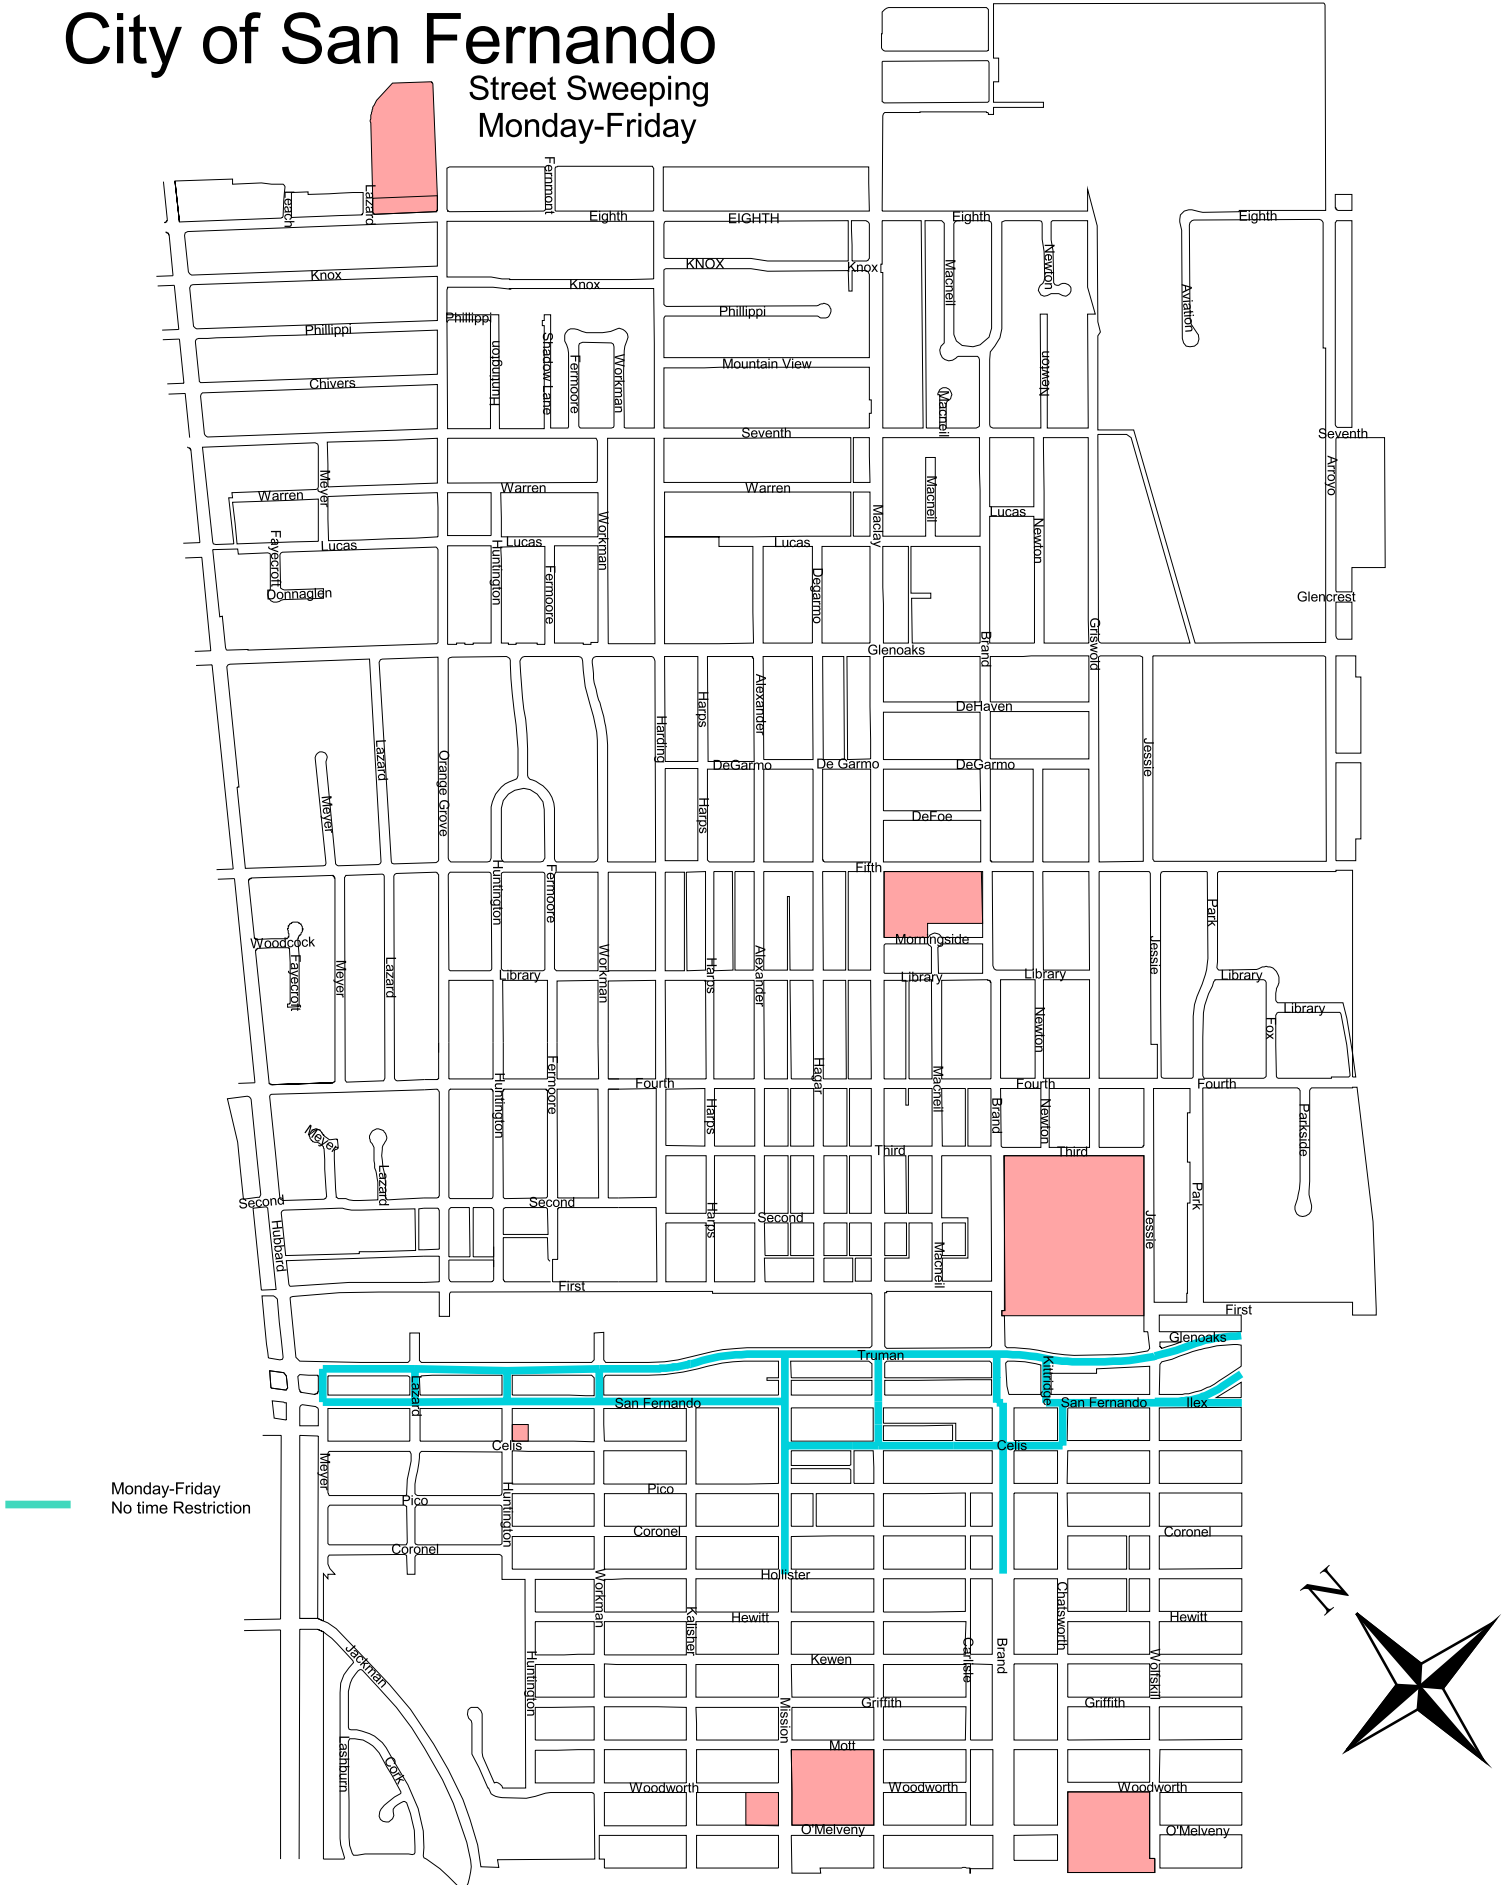 City of San Fernando
Street Sweeping
Monday-Friday
Fernmont
Leach
Lazard
Eighth
EIGHTH
Eighth
Eighth
Knox
Knox
KNOX
Knox
Macneil
Newton
Aviation
Phillippi
Phillippi
Phillippi
Huntington
Shadow Lane
Fermoore
Workman
Mountain View
Newton
Chivers
Macneil
Seventh
Seventh
Meyer
Warren
Warren
Warren
Macneil
Arroyo
Maclay
Lucas
Newton
Workman
Fayecroft
Lucas
Lucas
Lucas
Huntington
Fermoore
Degarmo
Donnaglen
Glencrest
Glenoaks
Brand
Griswold
Harps
Alexander
Harding
DeHaven
Lazard
Orange Grove
Jessie
DeGarmo
De Garmo
DeGarmo
Meyer
Harps
DeFoe
Fifth
Huntington
Fermoore
Park
Woodcock
Morningside
Fayecroft
Meyer
Lazard
Library
Workman
Harps
Alexander
Library
Library
Jessie
Library
Library
Newton
Fox
Huntington
Fermoore
Fourth
Hagar
Macneil
Fourth
Fourth
Meyer
Harps
Brand
Newton
Parkside
Third
Third
Lazard
Second
Second
Park
Hubbard
Harps
Second
Jessie
Macneil
First
First
Glenoaks
Truman
Kittridge
Lazard
San Fernando
San Fernando
Ilex
Celis
Celis
Meyer
Monday-Friday
No time Restriction
Pico
Huntington
Pico
Coronel
Coronel
Coronel
Hollister
N
Workman
Kalisher
Hewitt
Chatsworth
Hewitt
Jackman
Huntington
Kewen
Carlisle
Brand
Wolfskill
Mission
Griffith
Griffith
Lashburn
Cork
Mott
Woodworth
Woodworth
Woodworth
O'Melveny
O'Melveny